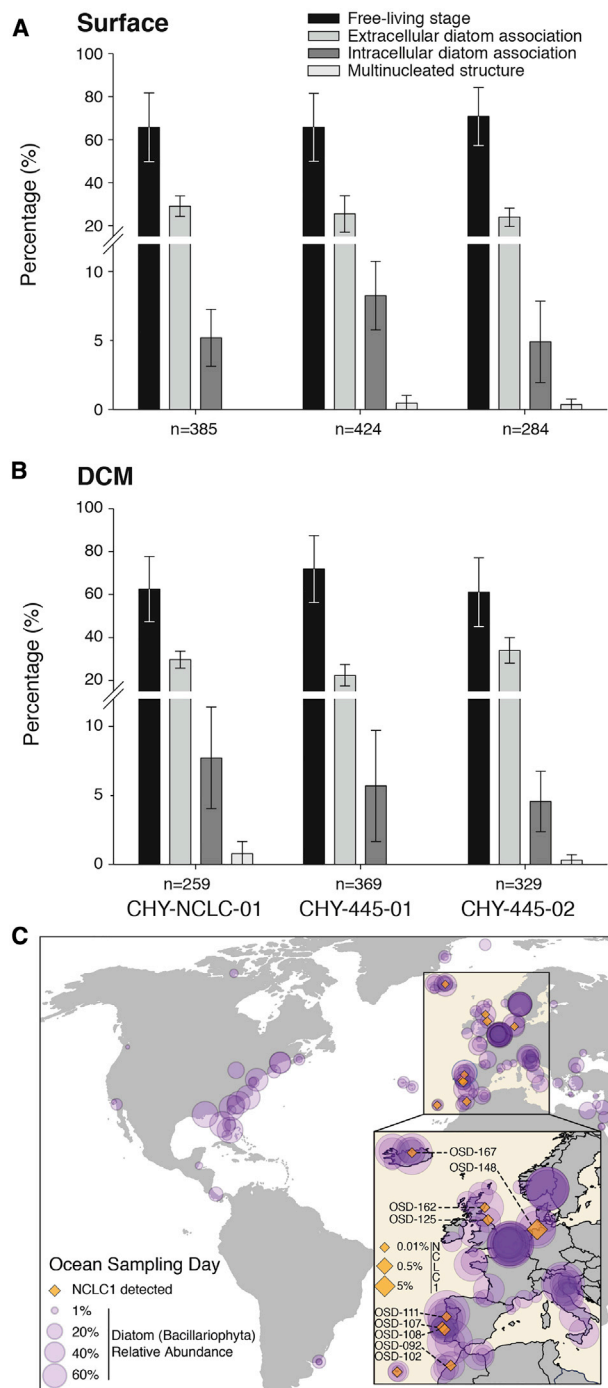 A Surface
Free-living stage
Extracellular diatom association
Intracellular diatom association
Multinucleated structure
Percentage (%)
100
80
60
40
20
10
5
0
n=385 n=424 n=284
B DCM
Percentage (%)
100
80
60
40
20
10
5
0
n=259 n=369 n=329
CHY-NCLC-01 CHY-445-01 CHY-445-02
C
OSD-167
OSD-148
OSD-162
OSD-125
0.01%
0.5%
5%
NCLC1
OSD-111
OSD-107
OSD-108
OSD-092
OSD-102
Ocean Sampling Day
NCLC1 detected
1%
20%
40%
60%
Diatom (Bacillariophyta)
Relative Abundance